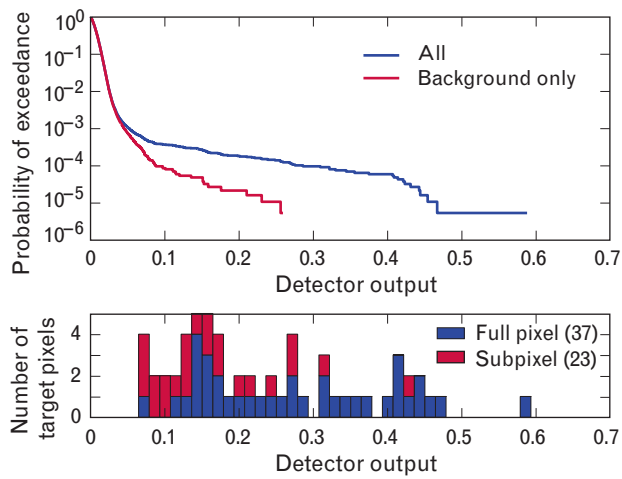 Probability of exceedance
10^0
10^-1
10^-2
10^-3
10^-4
10^-5
10^-6
All
Background only
0 0.1 0.2 0.3 0.4 0.5 0.6 0.7
Detector output
Number of
target pixels
4
2
0
Full pixel (37)
Subpixel (23)
0 0.1 0.2 0.3 0.4 0.5 0.6 0.7
Detector output